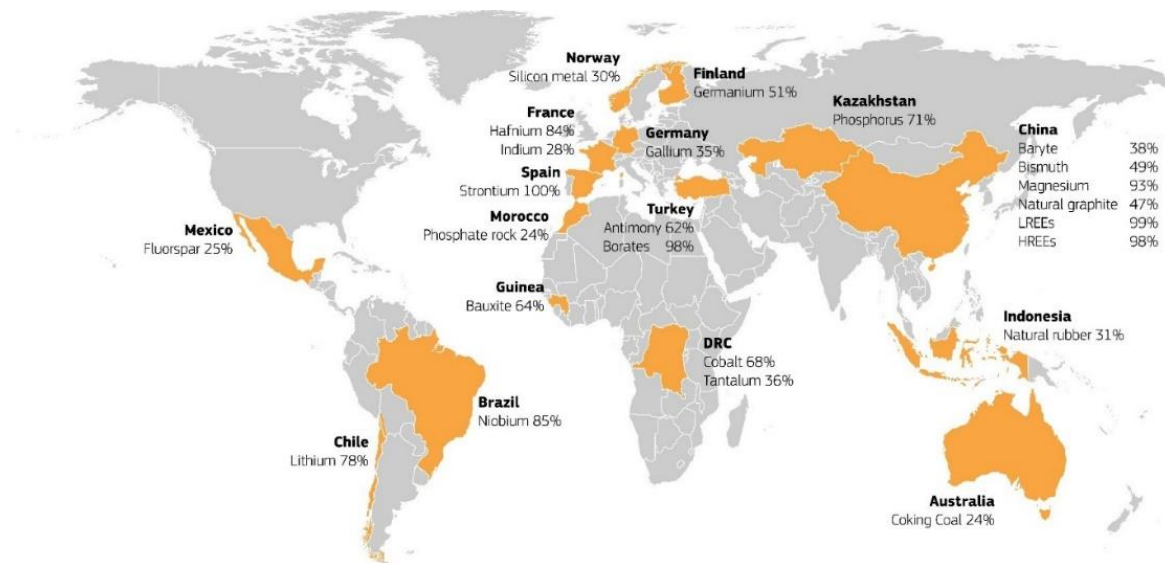 Norway
Silicon metal 30%
Finland
Germanium 51%
France
Hafnium 84%
Indium 28%
Germany
Gallium 35%
Spain
Strontium 100%
Kazakhstan
Phosphorus 71%
China
Baryte 38%
Bismuth 49%
Magnesium 93%
Natural graphite 47%
LREEs 99%
HREEs 98%
Morocco
Phosphate rock 24%
Turkey
Antimony 62%
Borates 98%
Mexico
Fluorspar 25%
Guinea
Bauxite 64%
DRC
Cobalt 68%
Tantalum 36%
Indonesia
Natural rubber 31%
Brazil
Niobium 85%
Chile
Lithium 78%
Australia
Coking Coal 24%